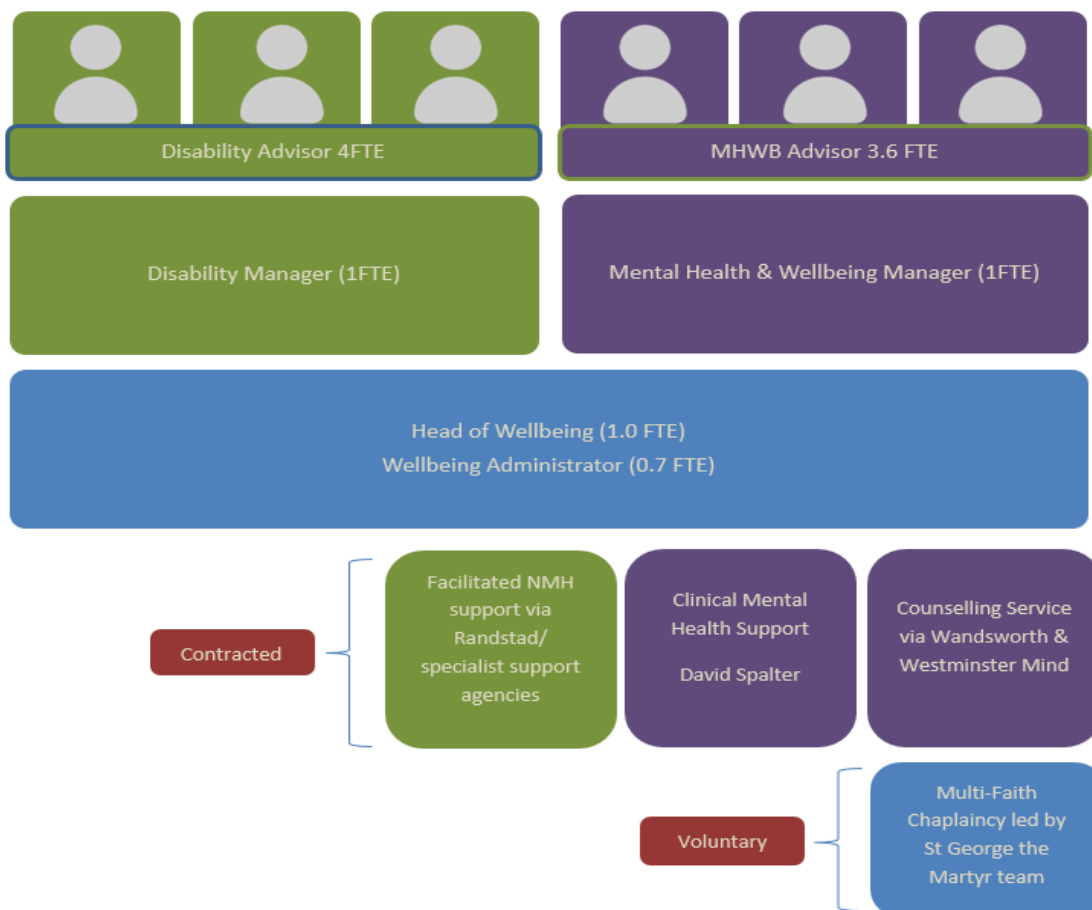 Disability Advisor 4FTE
MHWB Advisor 3.6 FTE
Disability Manager (1FTE)
Mental Health & Wellbeing Manager (1FTE)
Head of Wellbeing (1.0 FTE)
Wellbeing Administrator (0.7 FTE)
Contracted
Facilitated NMH
support via
Randstad/
specialist support
agencies
Clinical Mental
Health Support
David Spalter
Counselling Service
via Wandsworth &
Westminster Mind
Voluntary
Multi-Faith
Chaplaincy led by
St George the
Martyr team